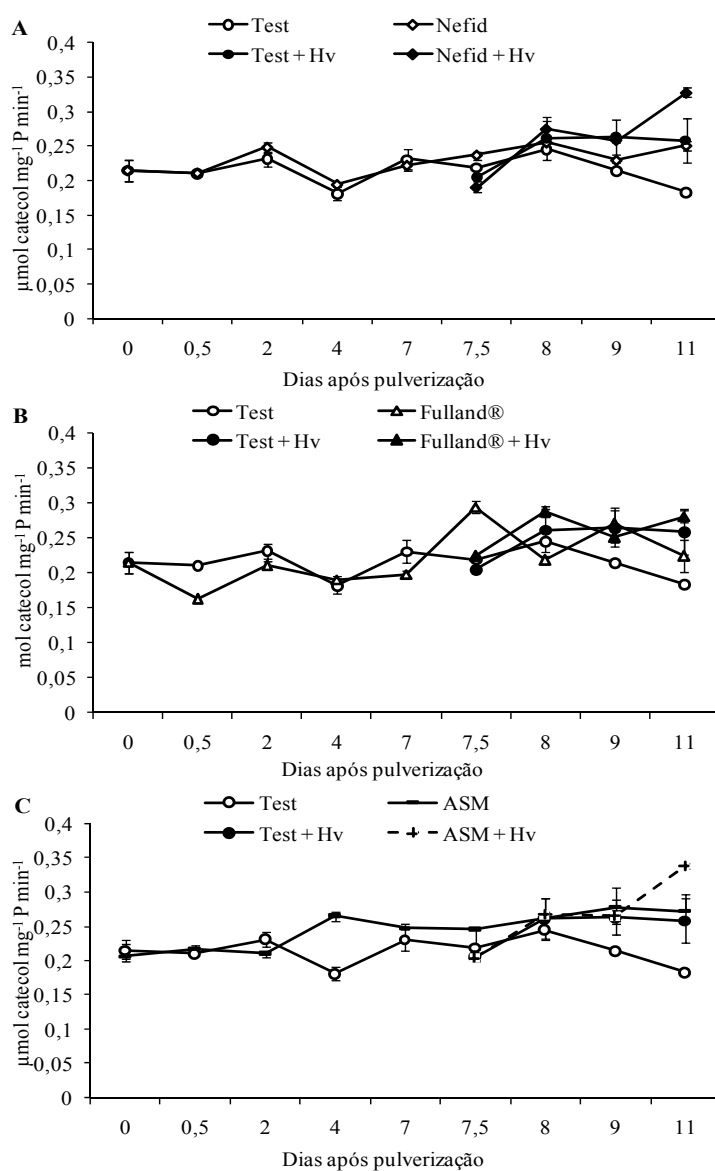 A
Test Nefid
Test + Hv Nefid + Hv
0,4
0,35
0,3
0,25
0,2
0,15
0,1
0,05
0
µmol catecol mg-1 P min-1
0 0,5 2 4 7 7,5 8 9 11
Dias após pulverização
B
Test Fulland®
Test + Hv Fulland® + Hv
0,4
0,35
0,3
0,25
0,2
0,15
0,1
0,05
0
mol catecol mg-1 P min-1
0 0,5 2 4 7 7,5 8 9 11
Dias após pulverização
C
Test ASM
Test + Hv ASM + Hv
0,4
0,35
0,3
0,25
0,2
0,15
0,1
0,05
0
µmol catecol mg-1 P min-1
0 0,5 2 4 7 7,5 8 9 11
Dias após pulverização